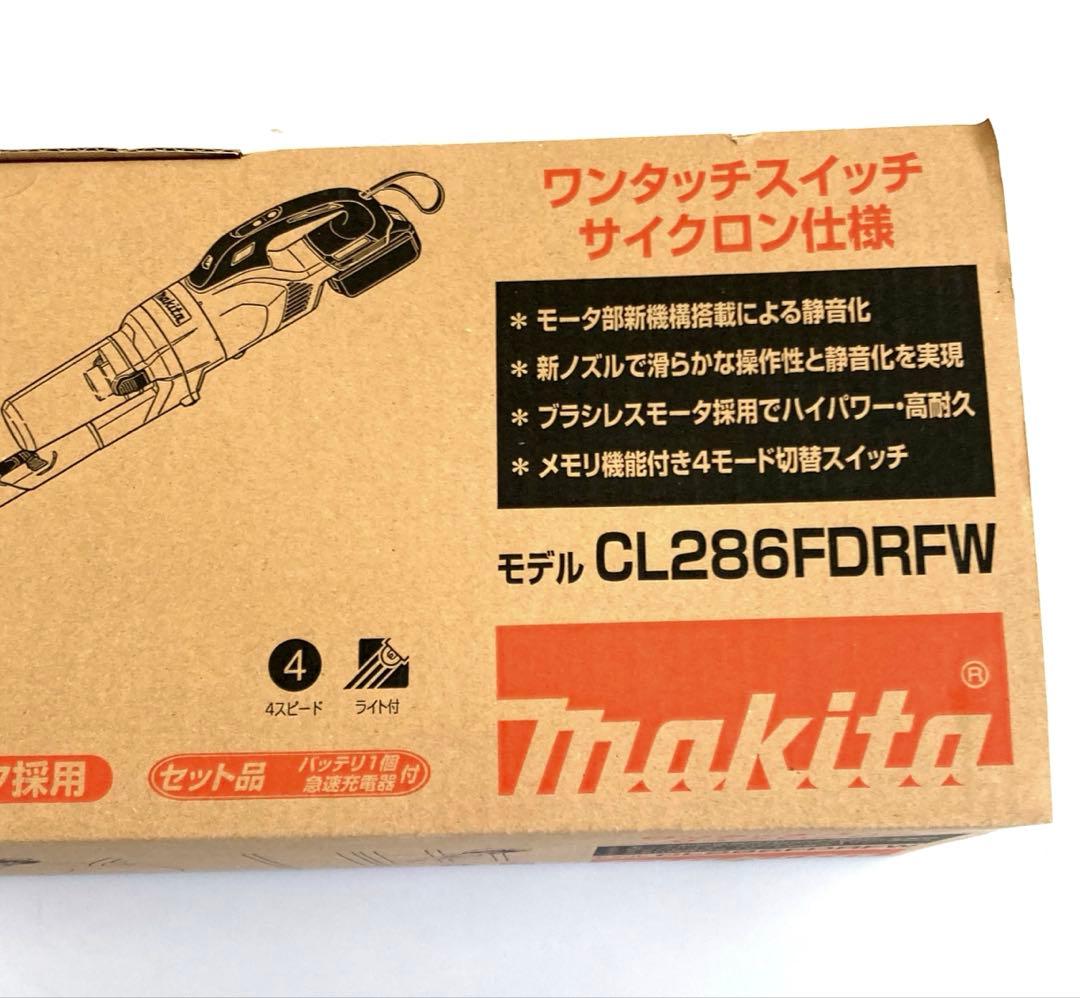 ワンタッチスイッチ
サイクロン仕様
* モータ部新機構搭載による静音化
* 新ノズルで滑らかな操作性と静音化を実現
* ブラシレスモータ採用でハイパワー・高耐久
* メモリ機能付き4モード切替スイッチ
モデル CL286FDRFW
makita
4
4スピード
ライト付
makita®
タ採用
セット品
バッテリ1個
急速充電器
付